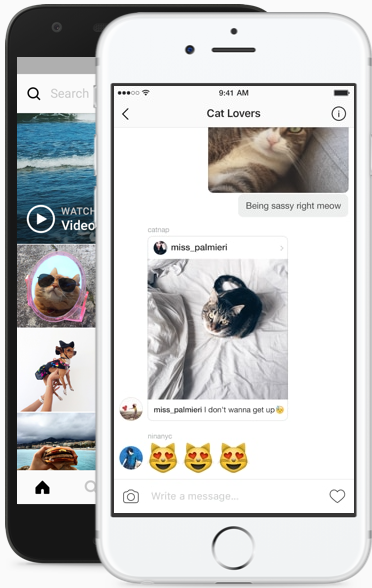 Search
WATCH
Video
9:41 AM
Cat Lovers
Being sassy right meow
catnap
miss_palmieri
miss_palmieri I don't wanna get up
ninanyc
Write a message...